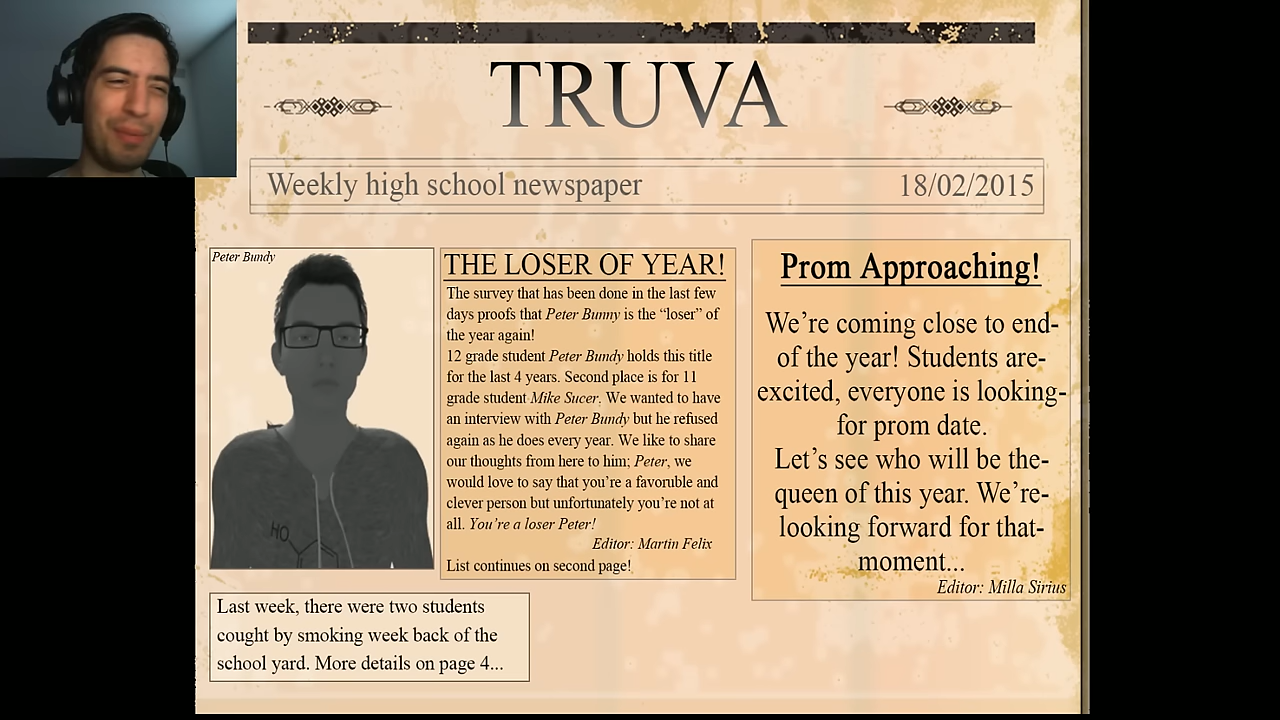 TRUVA
Weekly high school newspaper
18/02/2015
Peter Bundy
THE LOSER OF YEAR!
The survey that has been done in the last few
days proofs that Peter Bunny is the “loser” of
the year again!
12 grade student Peter Bundy holds this title
for the last 4 years. Second place is for 11
grade student Mike Sucer. We wanted to have
an interview with Peter Bundy but he refused
again as he does every year. We like to share
our thoughts from here to him; Peter, we
would love to say that you’re a favoruble and
clever person but unfortunately you’re not at
all. You’re a loser Peter!
Editor: Martin Felix
List continues on second page!
Prom Approaching!
We’re coming close to end-
of the year! Students are-
excited, everyone is looking-
for prom date.
Let’s see who will be the-
queen of this year. We’re-
looking forward for that-
moment...
Editor: Milla Sirius
Last week, there were two students
cought by smoking week back of the
school yard. More details on page 4...
HO